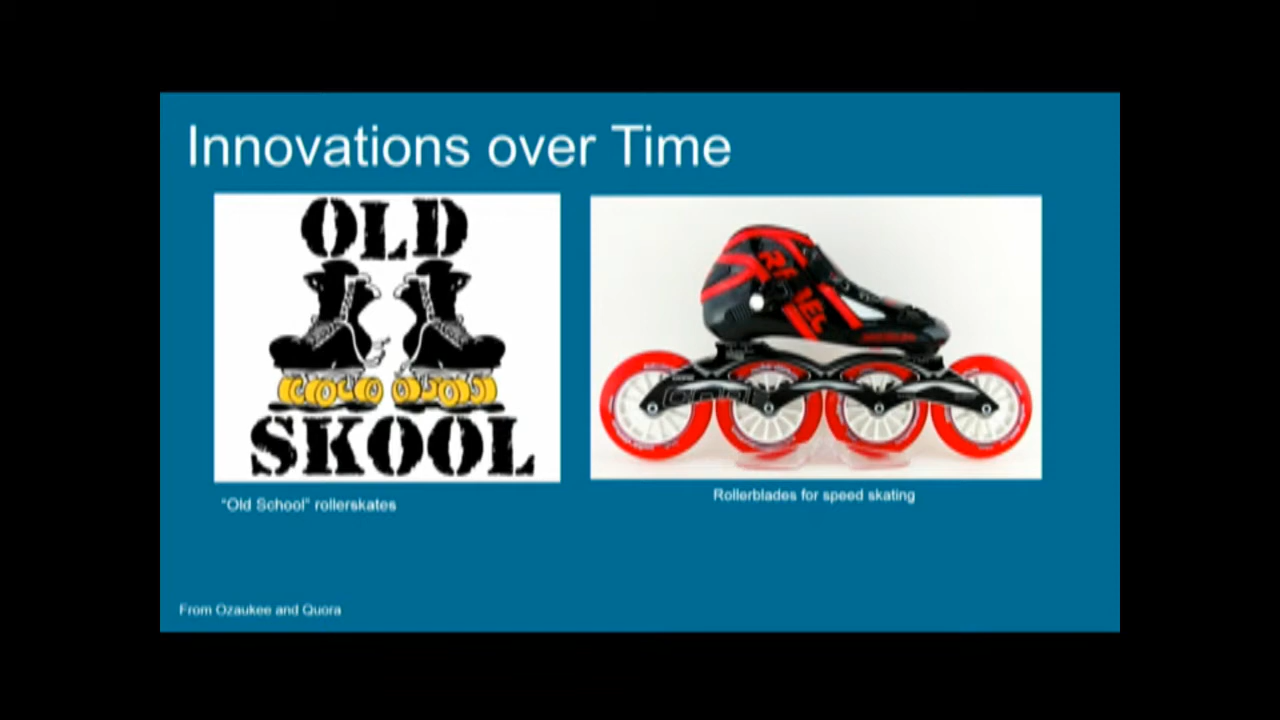 Innovations over Time
OLD
SKOOL
"Old School" rollerskates
Rollerblades for speed skating
From Ozaukee and Quora